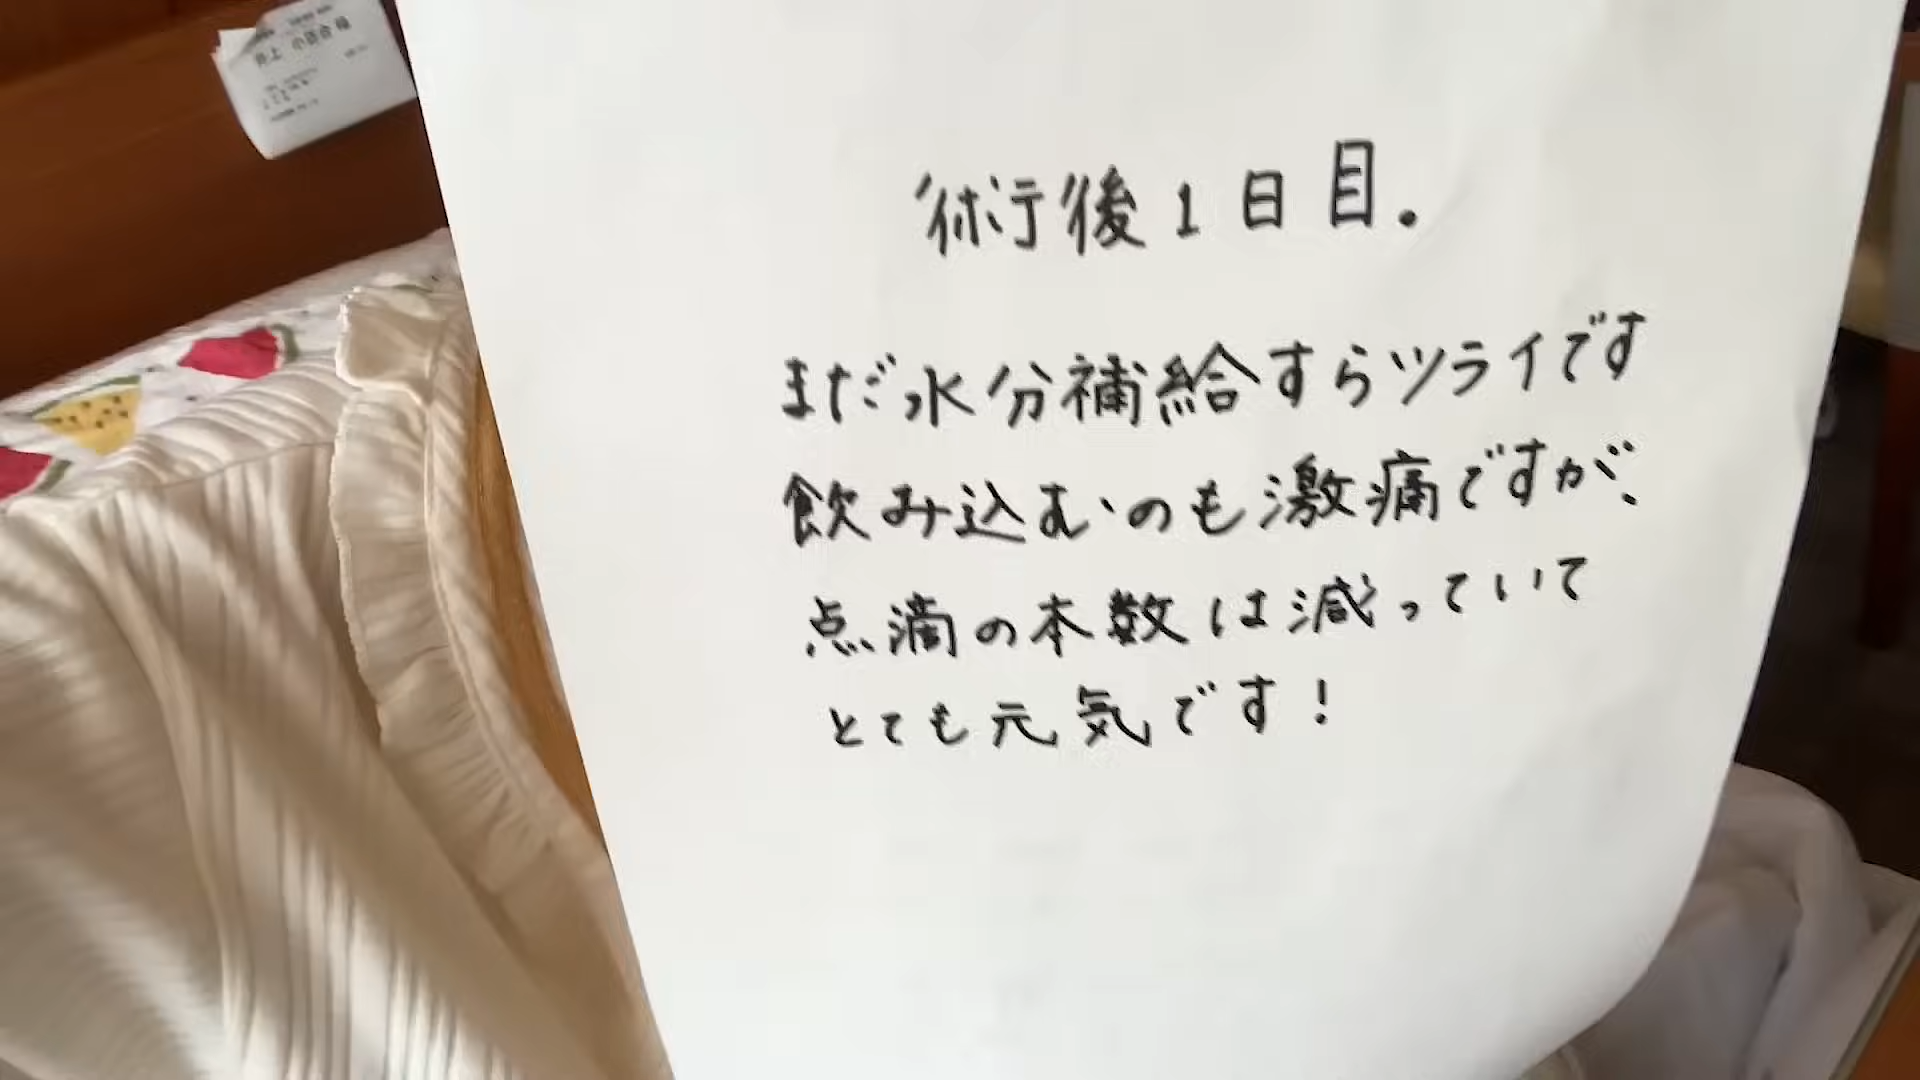 術後1日目.
まだ水分補給すらツライです
飲み込むのも激痛ですが、
点滴の本数は減っていて
とても元気です!